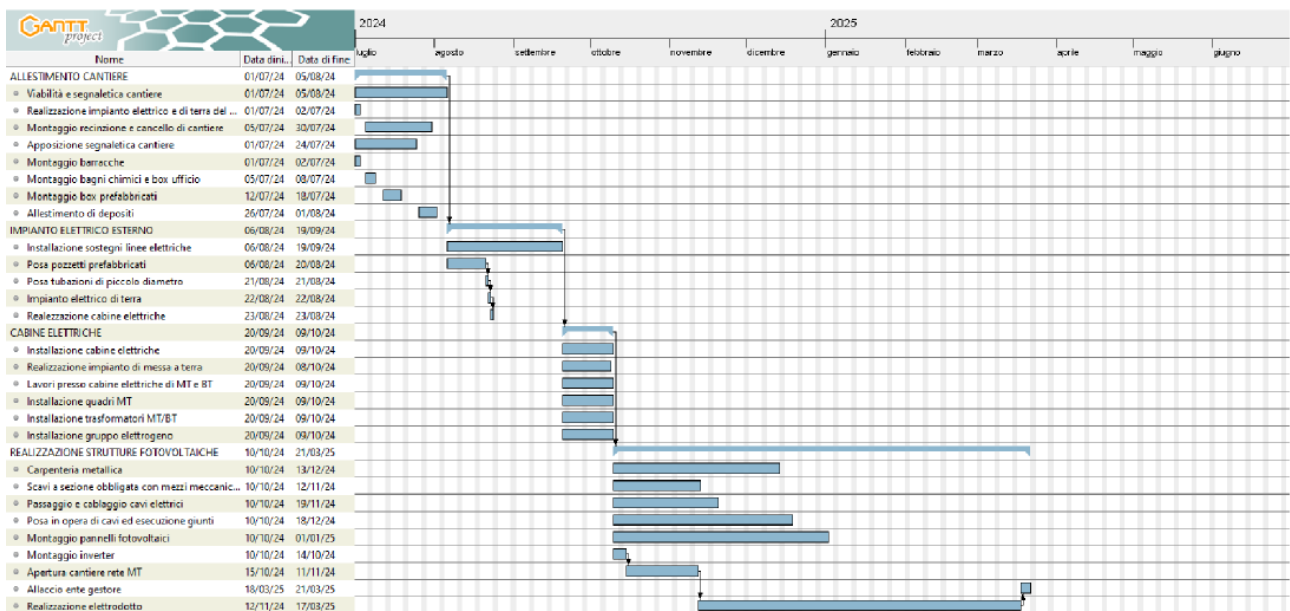 GANTT project
2024 2025
luglio agosto settembre ottobre novembre dicembre gennaio febbraio marzo aprile maggio giugno
Nome Data dini... Data di fine
ALLESTIMENTO CANTIERE 01/07/24 05/08/24
Viabilità e segnaletica cantiere 01/07/24 05/08/24
Realizzazione impianto elettrico e di terra del ... 01/07/24 02/07/24
Montaggio recinzione e cancello di cantiere 05/07/24 30/07/24
Apposizione segnaletica cantiere 01/07/24 24/07/24
Montaggio barracche 01/07/24 02/07/24
Montaggio bagni chimici e box ufficio 05/07/24 08/07/24
Montaggio box prefabbricati 12/07/24 18/07/24
Allestimento di depositi 26/07/24 01/08/24
IMPIANTO ELETTRICO ESTERNO 06/08/24 19/09/24
Installazione sostegni linee elettriche 06/08/24 19/09/24
Posa pozzetti prefabbricati 06/08/24 20/08/24
Posa tubazioni di piccolo diametro 21/08/24 21/08/24
Impianto elettrico di terra 22/08/24 22/08/24
Realezzazione cabine elettriche 23/08/24 23/08/24
CABINE ELETTRICHE 20/09/24 09/10/24
Installazione cabine elettriche 20/09/24 09/10/24
Realizzazione impianto di messa a terra 20/09/24 08/10/24
Lavori presso cabine elettriche di MT e BT 20/09/24 09/10/24
Installazione quadri MT 20/09/24 09/10/24
Installazione trasformatori MT/BT 20/09/24 09/10/24
Installazione gruppo elettrogeno 20/09/24 09/10/24
REALIZZAZIONE STRUTTURE FOTOVOLTAICHE 10/10/24 21/03/25
Carpenteria metallica 10/10/24 13/12/24
Scavi a sezione obbligata con mezzi meccanic... 10/10/24 12/11/24
Passaggio e cablaggio cavi elettrici 10/10/24 19/11/24
Posa in opera di cavi ed esecuzione giunti 10/10/24 18/12/24
Montaggio pannelli fotovoltaici 10/10/24 01/01/25
Montaggio inverter 10/10/24 14/10/24
Apertura cantiere rete MT 15/10/24 11/11/24
Allaccio ente gestore 18/03/25 21/03/25
Realizzazione elettrodotto 12/11/24 17/03/25